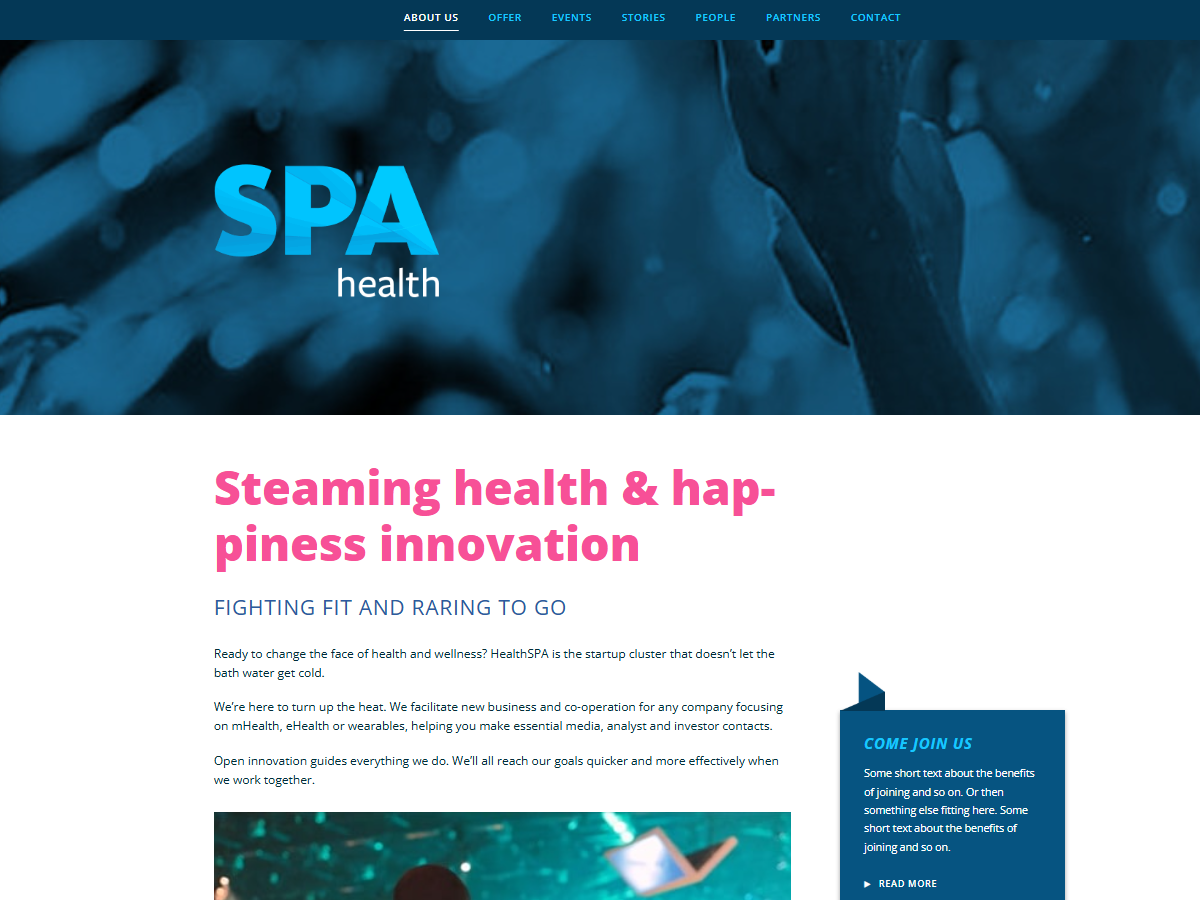 ABOUT US OFFER EVENTS STORIES PEOPLE PARTNERS CONTACT
SPA
health
Steaming health & hap-
piness innovation
FIGHTING FIT AND RARING TO GO
Ready to change the face of health and wellness? HealthSPA is the startup cluster that doesn’t let the
bath water get cold.
We’re here to turn up the heat. We facilitate new business and co-operation for any company focusing
on mHealth, eHealth or wearables, helping you make essential media, analyst and investor contacts.
Open innovation guides everything we do. We’ll all reach our goals quicker and more effectively when
we work together.
COME JOIN US
Some short text about the benefits
of joining and so on. Or then
something else fitting here. Some
short text about the benefits of
joining and so on.
READ MORE